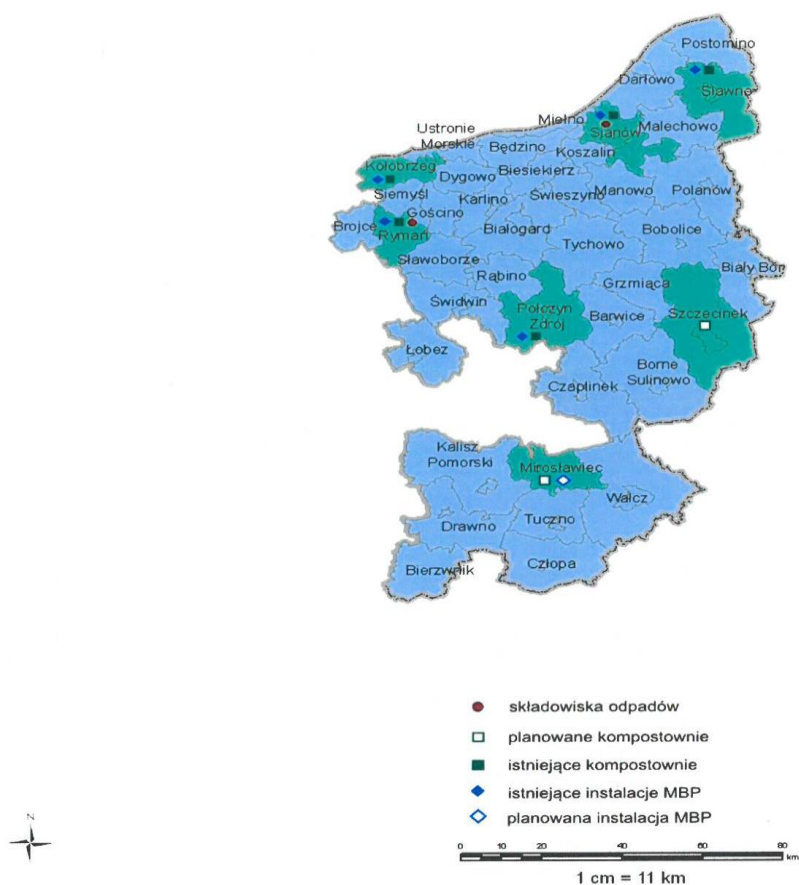 Postomino
Darłowo
Sławno
Mielno
Sianów
Malechowo
Ustronie
Morskie
Będzino
Koszalin
Kołobrzeg
Dygowo
Biesiekierz
Siemyśl
Karlino
Świeszyno
Manowo
Polanów
Gościno
Brojce
Rymań
Białogard
Bobolice
Tychowo
Sławoborze
Biały Bór
Rąbino
Grzmiąca
Świdwin
Połczyn
Zdrój
Barwice
Szczecinek
Łobez
Borne
Sulinowo
Czaplinek
Kalisz
Pomorski
Mirosławiec
Wałcz
Tuczno
Drawno
Bierzwnik
Człopa
składowiska odpadów
planowane kompostownie
istniejące kompostownie
istniejące instalacje MBP
planowana instalacja MBP
N
0 10 20 40 60 80
km
1 cm = 11 km